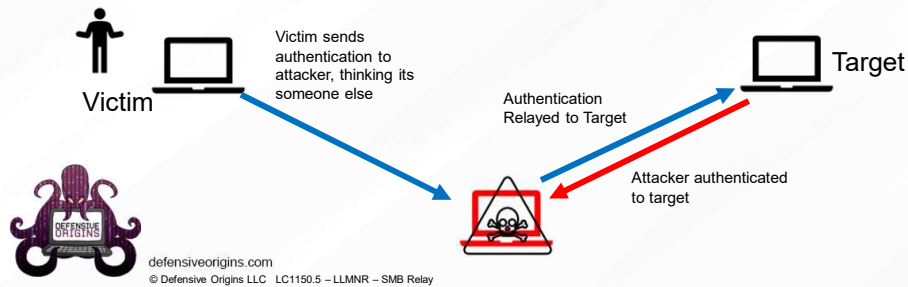 Victim sends
authentication to
attacker, thinking its
someone else
Victim
Target
Authentication
Relayed to Target
Attacker authenticated
to target
DEFENSIVE
ORIGINS
defensiveorigins.com
© Defensive Origins LLC LC1150.5 – LLMNR – SMB Relay